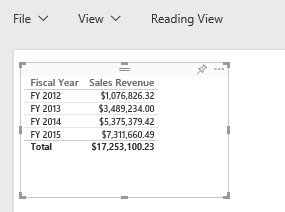 File View Reading View
Fiscal Year Sales Revenue
FY 2012 $1,076,826.32
FY 2013 $3,489,234.00
FY 2014 $5,375,379.42
FY 2015 $7,311,660.49
Total $17,253,100.23